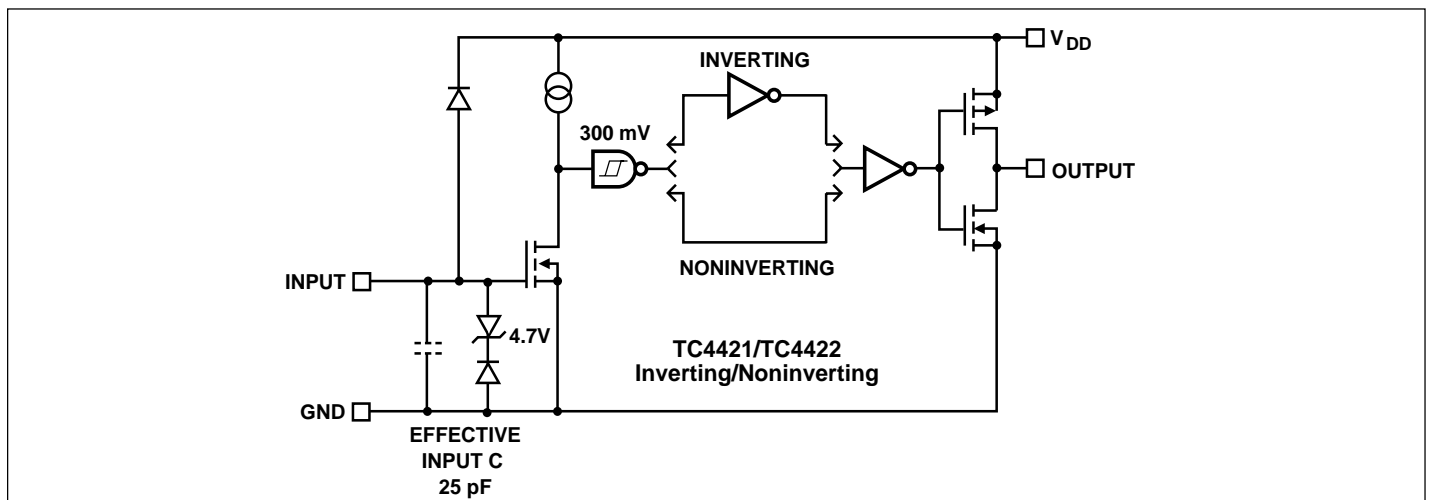 V DD
INVERTING
300 mV
OUTPUT
NONINVERTING
INPUT
4.7V
TC4421/TC4422
Inverting/Noninverting
GND
EFFECTIVE
INPUT C
25 pF